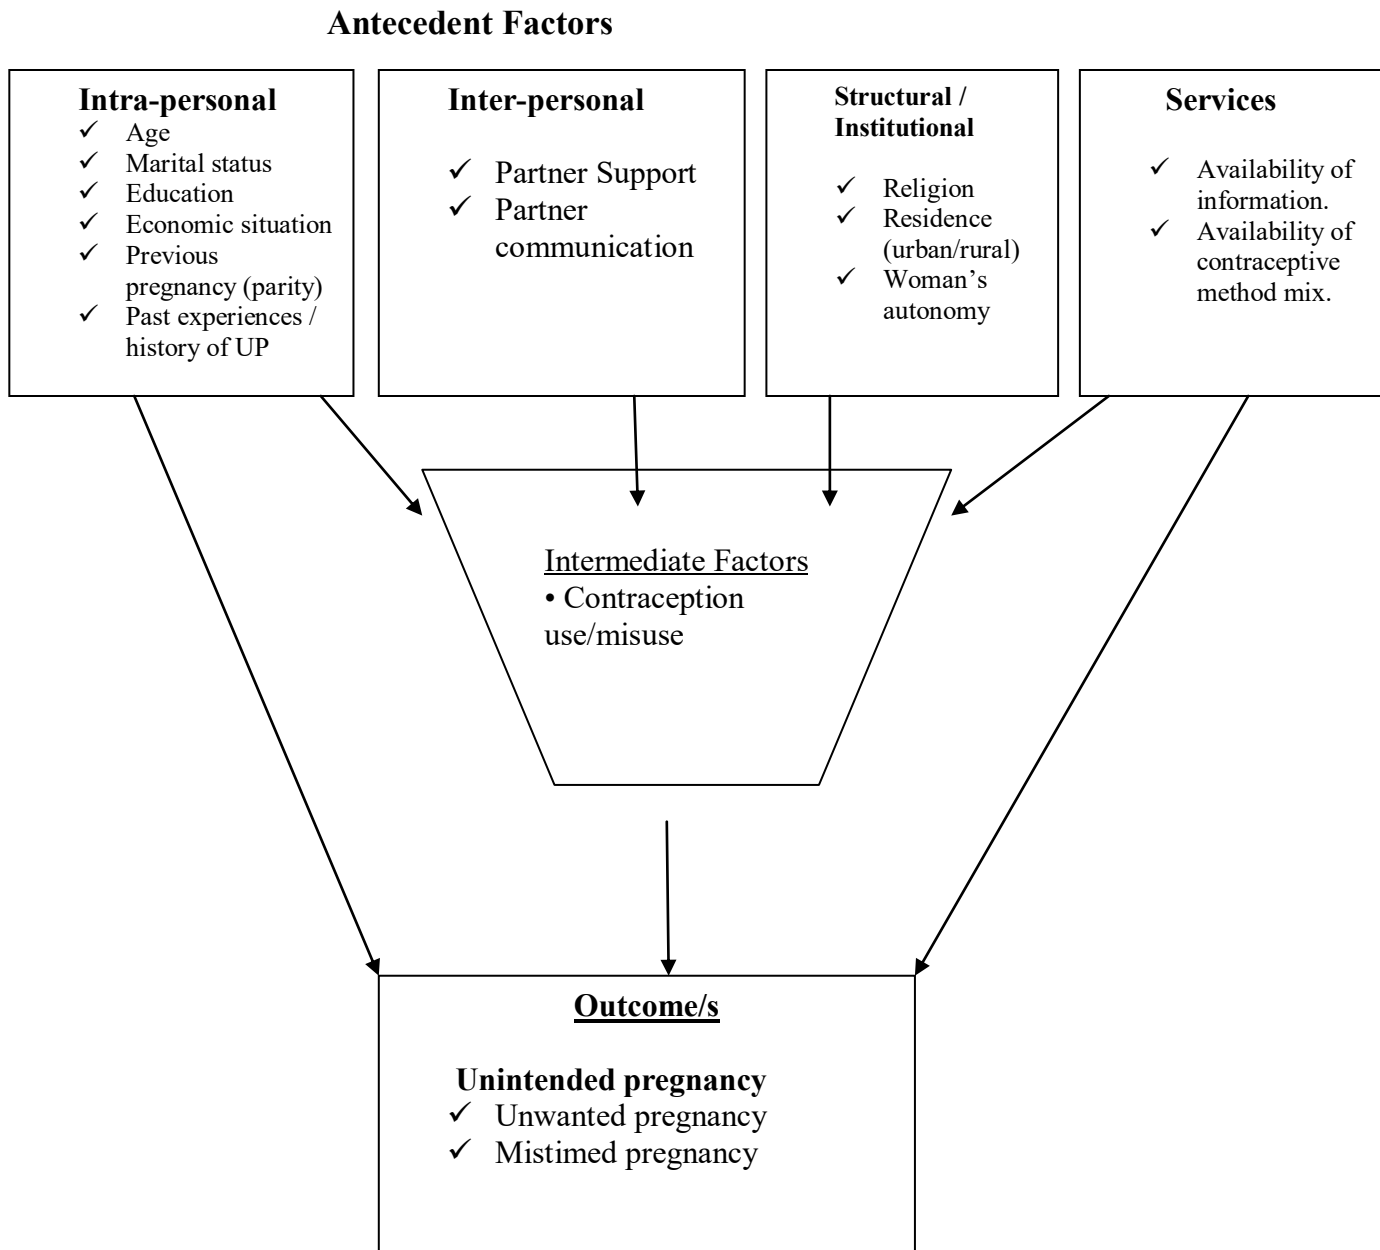 Antecedent Factors
Intra-personal
✓ Age
✓ Marital status
✓ Education
✓ Economic situation
✓ Previous
pregnancy (parity)
✓ Past experiences /
history of UP
Inter-personal
✓ Partner Support
✓ Partner
communication
Structural /
Institutional
✓ Religion
✓ Residence
(urban/rural)
✓ Woman’s
autonomy
Services
✓ Availability of
information.
✓ Availability of
contraceptive
method mix.
Intermediate Factors
• Contraception
use/misuse
Outcome/s
Unintended pregnancy
✓ Unwanted pregnancy
✓ Mistimed pregnancy